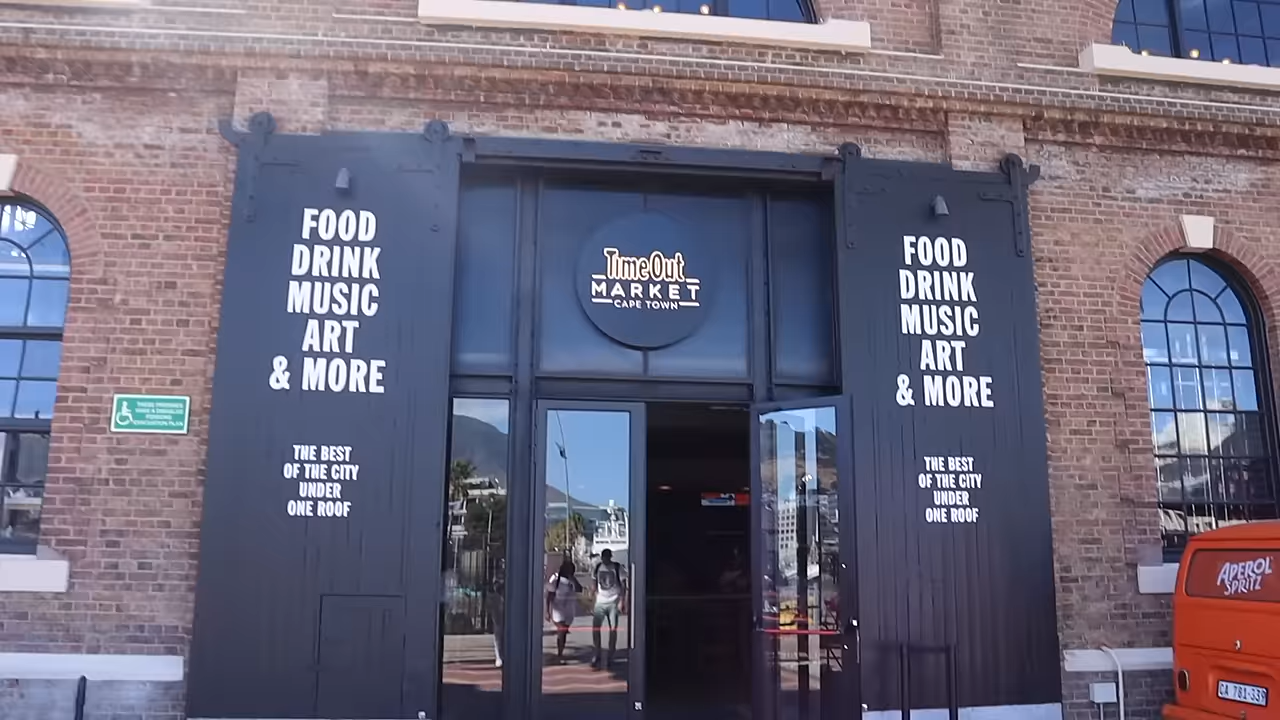 FOOD
DRINK
MUSIC
ART
& MORE
THE BEST
OF THE CITY
UNDER
ONE ROOF
Time Out
MARKET
CAPE TOWN
FOOD
DRINK
MUSIC
ART
& MORE
THE BEST
OF THE CITY
UNDER
ONE ROOF
APEROL
SPRITZ
CA 781-339